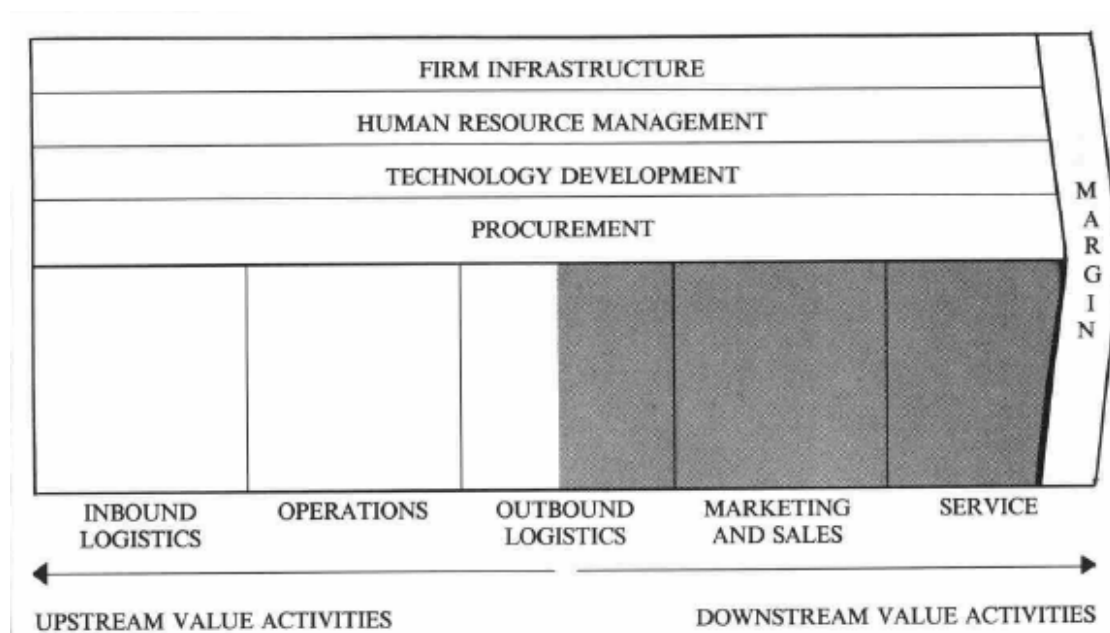 FIRM INFRASTRUCTURE
HUMAN RESOURCE MANAGEMENT
TECHNOLOGY DEVELOPMENT
PROCUREMENT
MARGIN
INBOUND
LOGISTICS
OPERATIONS
OUTBOUND
LOGISTICS
MARKETING
AND SALES
SERVICE
UPSTREAM VALUE ACTIVITIES
DOWNSTREAM VALUE ACTIVITIES